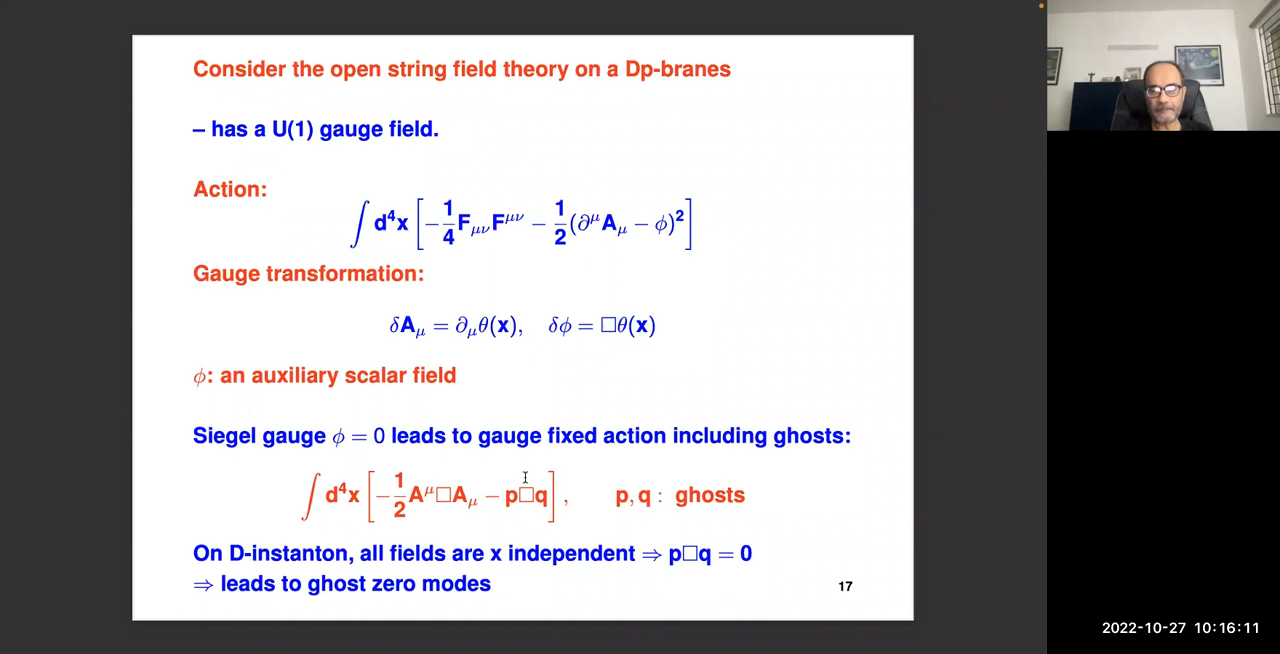 Consider the open string field theory on a Dp-branes
– has a U(1) gauge field.
Action:
∫ d⁴x [ −1/4 F_μν F^μν − 1/2 (∂^μ A_μ − φ)² ]
Gauge transformation:
δA_μ = ∂_μ θ(x), δφ = □θ(x)
φ: an auxiliary scalar field
Siegel gauge φ = 0 leads to gauge fixed action including ghosts:
∫ d⁴x [ −1/2 A^μ □A_μ − p□q ], p, q : ghosts
On D-instanton, all fields are x independent ⇒ p□q = 0
⇒ leads to ghost zero modes
17
2022-10-27 10:16:11